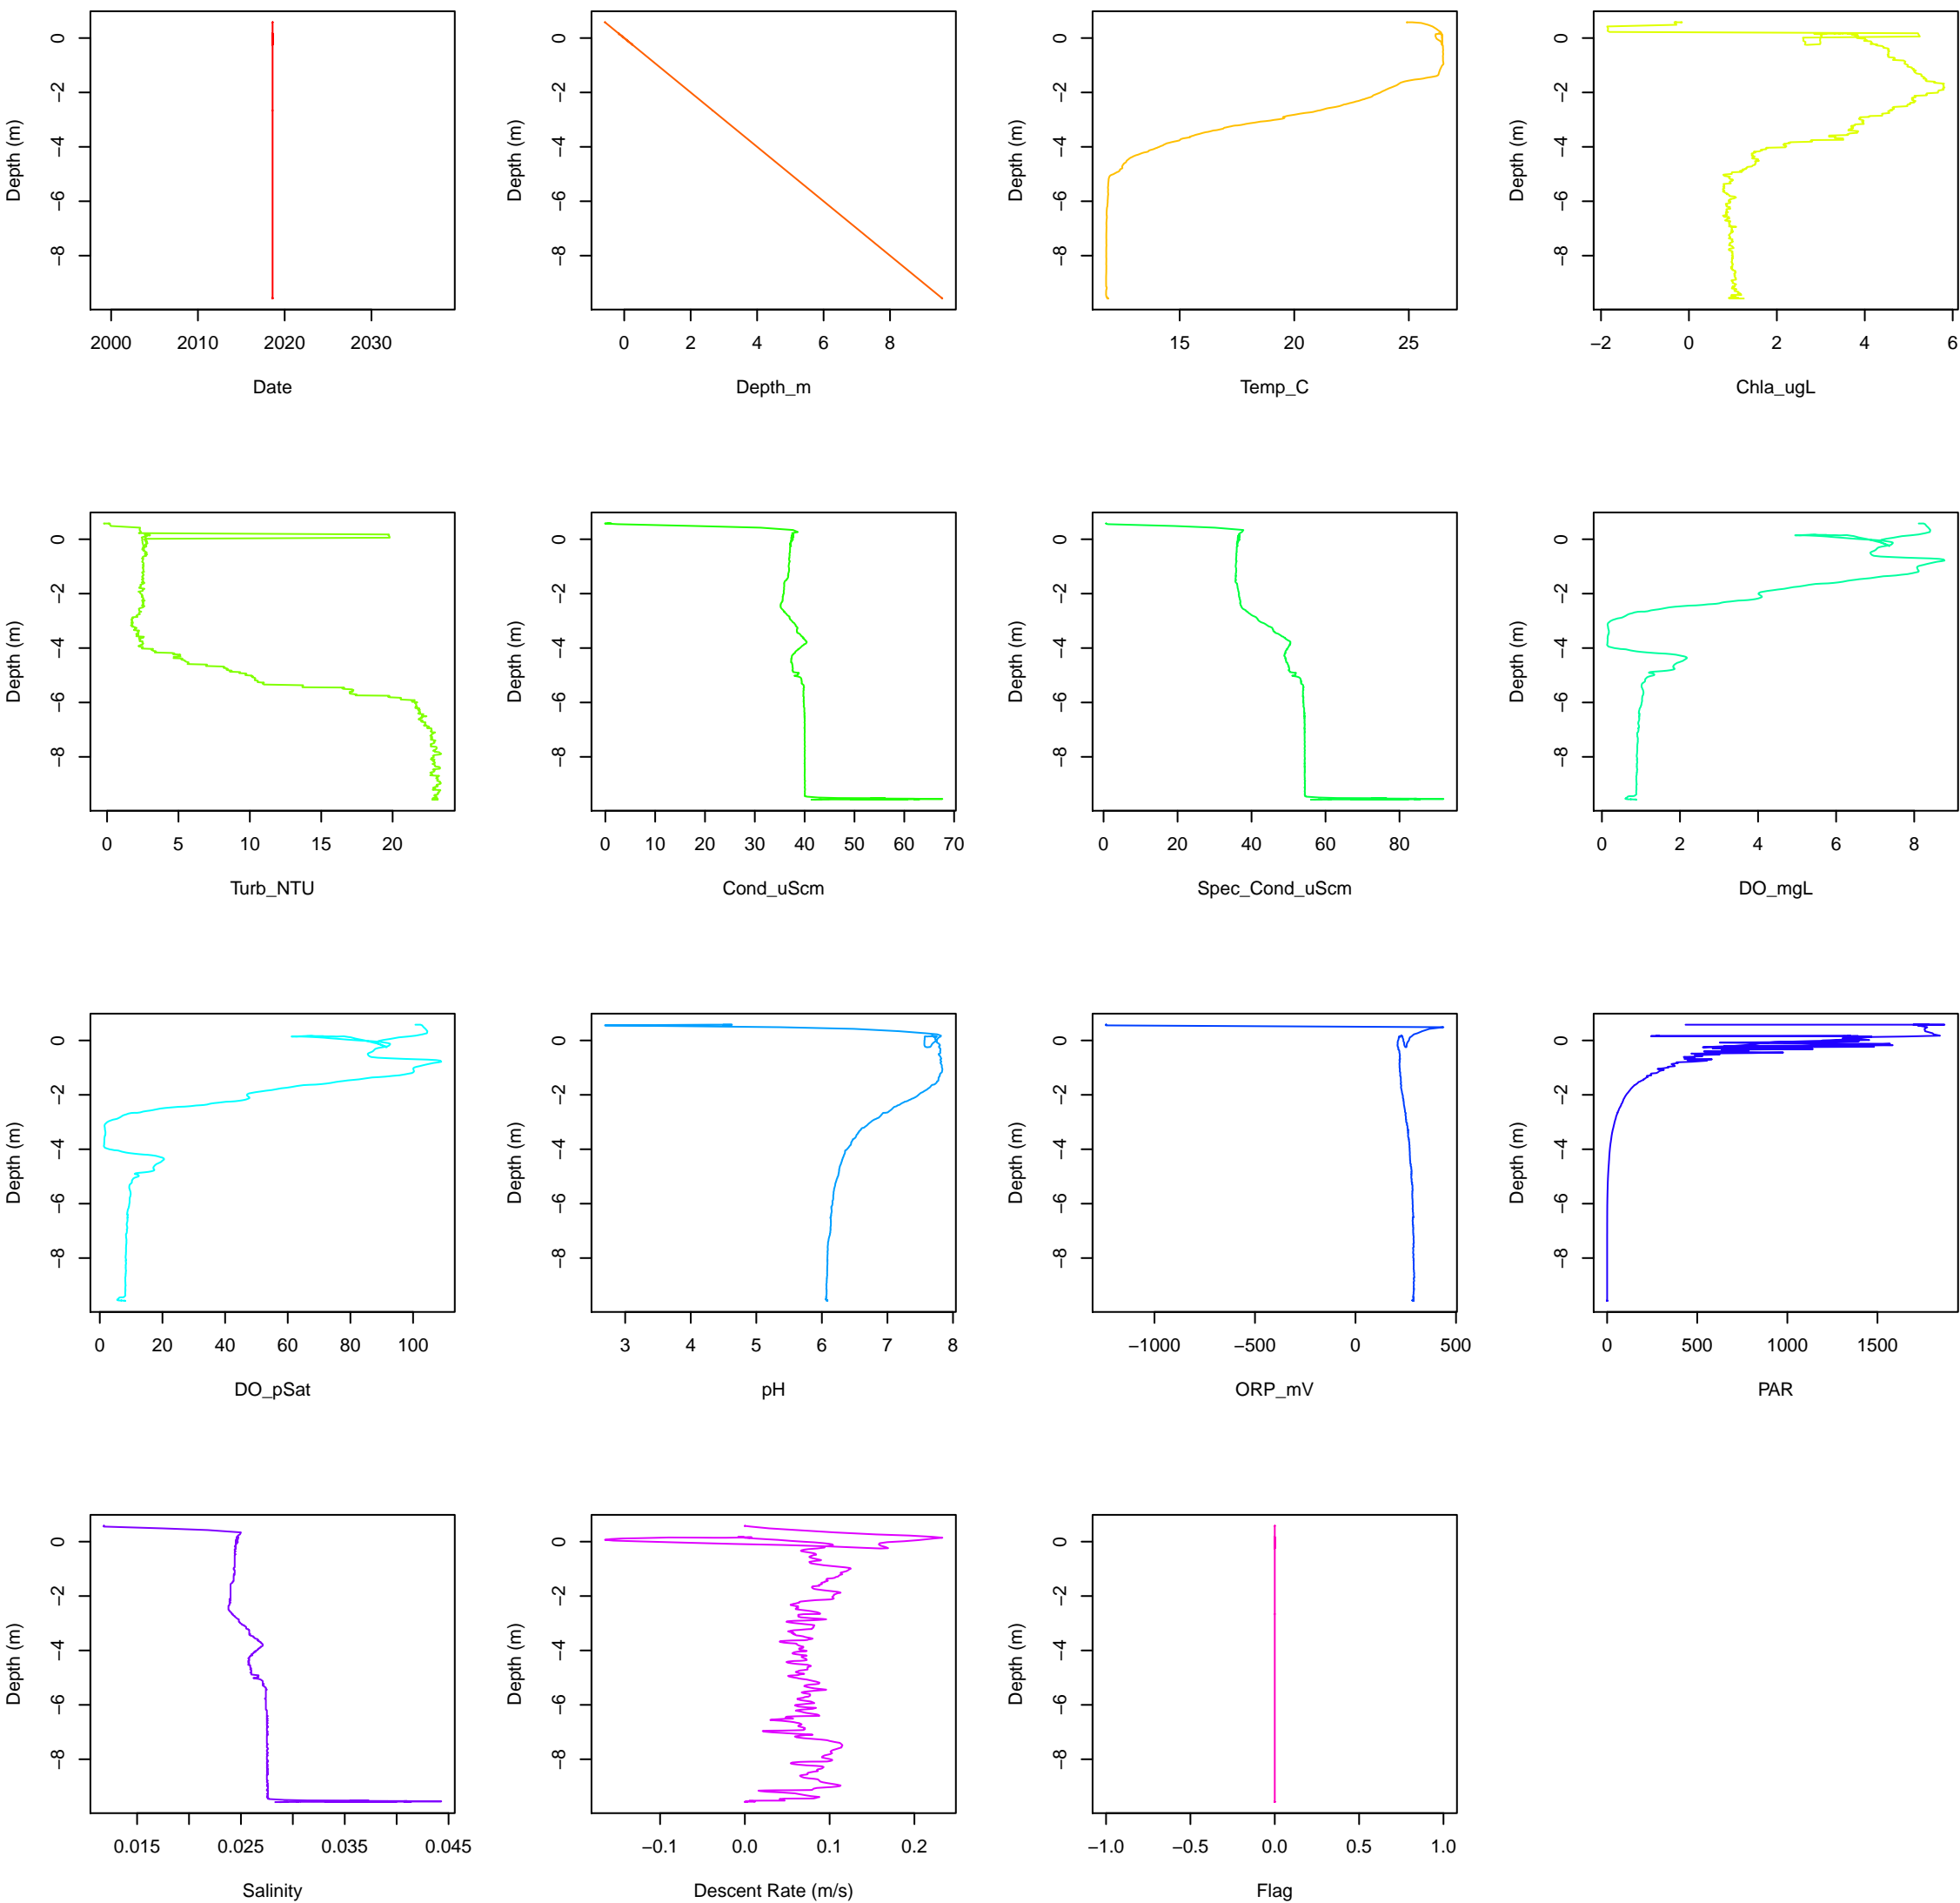 0
−2
−4
−6
−8
Depth (m)
2000 2010 2020 2030
Date
0
−2
−4
−6
−8
Depth (m)
0 2 4 6 8
Depth_m
0
−2
−4
−6
−8
Depth (m)
15 20 25
Temp_C
0
−2
−4
−6
−8
Depth (m)
−2 0 2 4 6
Chla_ugL
0
−2
−4
−6
−8
Depth (m)
0 5 10 15 20
Turb_NTU
0
−2
−4
−6
−8
Depth (m)
0 10 20 30 40 50 60 70
Cond_uScm
0
−2
−4
−6
−8
Depth (m)
0 20 40 60 80
Spec_Cond_uScm
0
−2
−4
−6
−8
Depth (m)
0 2 4 6 8
DO_mgL
0
−2
−4
−6
−8
Depth (m)
0 20 40 60 80 100
DO_pSat
0
−2
−4
−6
−8
Depth (m)
3 4 5 6 7 8
pH
0
−2
−4
−6
−8
Depth (m)
−1000 −500 0 500
ORP_mV
0
−2
−4
−6
−8
Depth (m)
0 500 1000 1500
PAR
0
−2
−4
−6
−8
Depth (m)
0.015 0.025 0.035 0.045
Salinity
0
−2
−4
−6
−8
Depth (m)
−0.1 0.0 0.1 0.2
Descent Rate (m/s)
0
−2
−4
−6
−8
Depth (m)
−1.0 −0.5 0.0 0.5 1.0
Flag